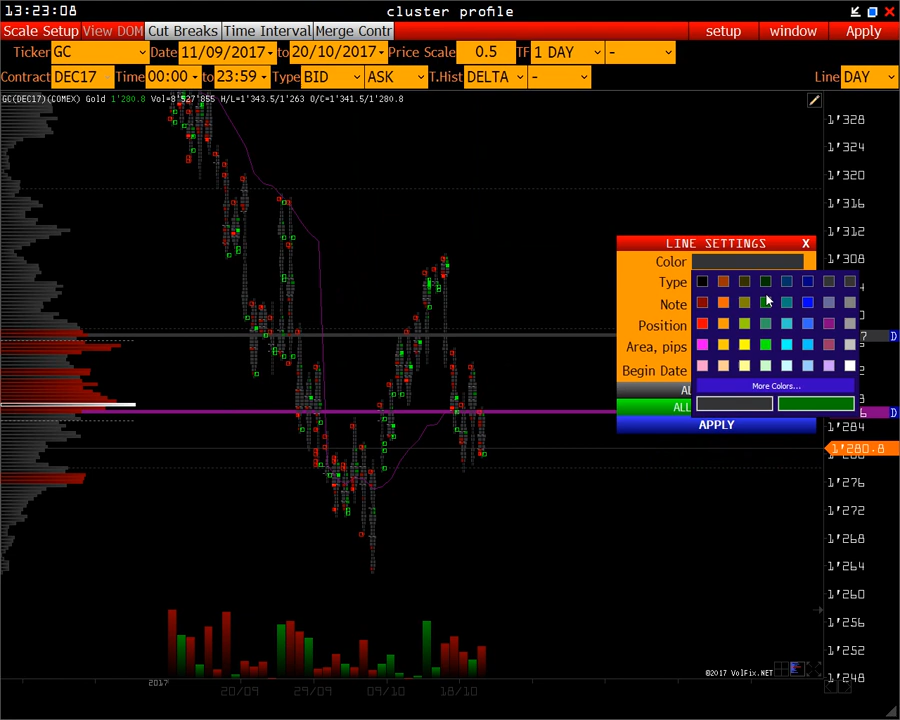 13:23:08 cluster profile
Scale Setup View DOM Cut Breaks Time Interval Merge Contr setup window Apply
Ticker GC Date 11/09/2017 to 20/10/2017 Price Scale 0.5 TF 1 DAY -
Contract DEC17 Time 00:00 to 23:59 Type BID ASK T.Hist DELTA - Line DAY
GC(DEC17)(COMEX) Gold 1'280.8 Vol=8'527'855 H/L=1'343.5/1'263 O/C=1'341.5/1'280.8
1'328
1'324
1'320
1'316
1'312
1'308
LINE SETTINGS X
Color
Type
Note
Position
Area, pips
Begin Date
More Colors...
AL
ALL
APPLY
D
D
1'284
1'280.8
1'276
1'272
1'268
1'264
1'260
1'256
1'252
1'248
©2017 VolFix.NET
2017
20/09 29/09 09/10 18/10